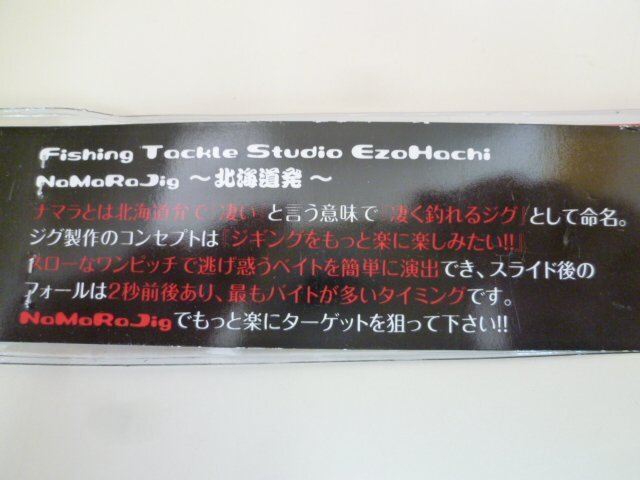 Fishing Tackle Studio EzoHachi
NaMaRaJig ～北海道発～
ナマラとは北海道弁で『凄い』と言う意味で『凄く釣れるジグ』として命名。
ジグ製作のコンセプトは『ジギングをもっと楽に楽しみたい!!』
スローなワンピッチで逃げ惑うベイトを簡単に演出でき、スライド後の
フォールは2秒前後あり、最もバイトが多いタイミングです。
NaMaRaJigでもっと楽にターゲットを狙って下さい!!